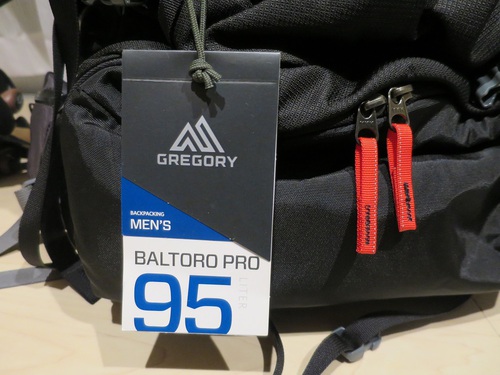 GREGORY
BACKPACKING
MEN'S
BALTORO PRO
95
LITER